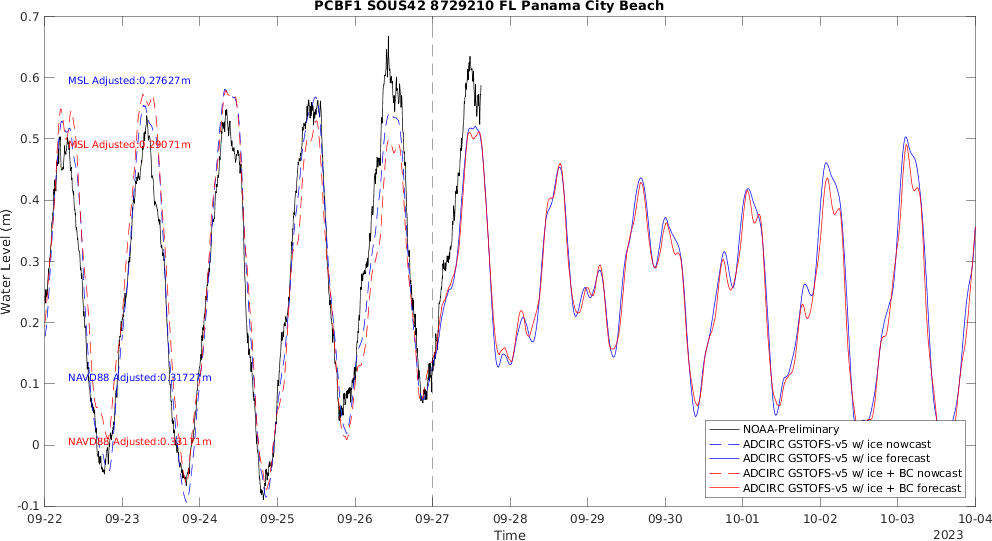 PCBF1 SOUS42 8729210 FL Panama City Beach
0.7
0.6
0.5
0.4
0.3
0.2
0.1
0
-0.1
Water Level (m)
MSL Adjusted:0.27627m
MSL Adjusted:0.29071m
NAVD88 Adjusted:0.31727m
NAVD88 Adjusted:0.33171m
NOAA-Preliminary
ADCIRC GSTOFS-v5 w/ ice nowcast
ADCIRC GSTOFS-v5 w/ ice forecast
ADCIRC GSTOFS-v5 w/ ice + BC nowcast
ADCIRC GSTOFS-v5 w/ ice + BC forecast
09-22 09-23 09-24 09-25 09-26 09-27 09-28 09-29 09-30 10-01 10-02 10-03 10-04
Time
2023